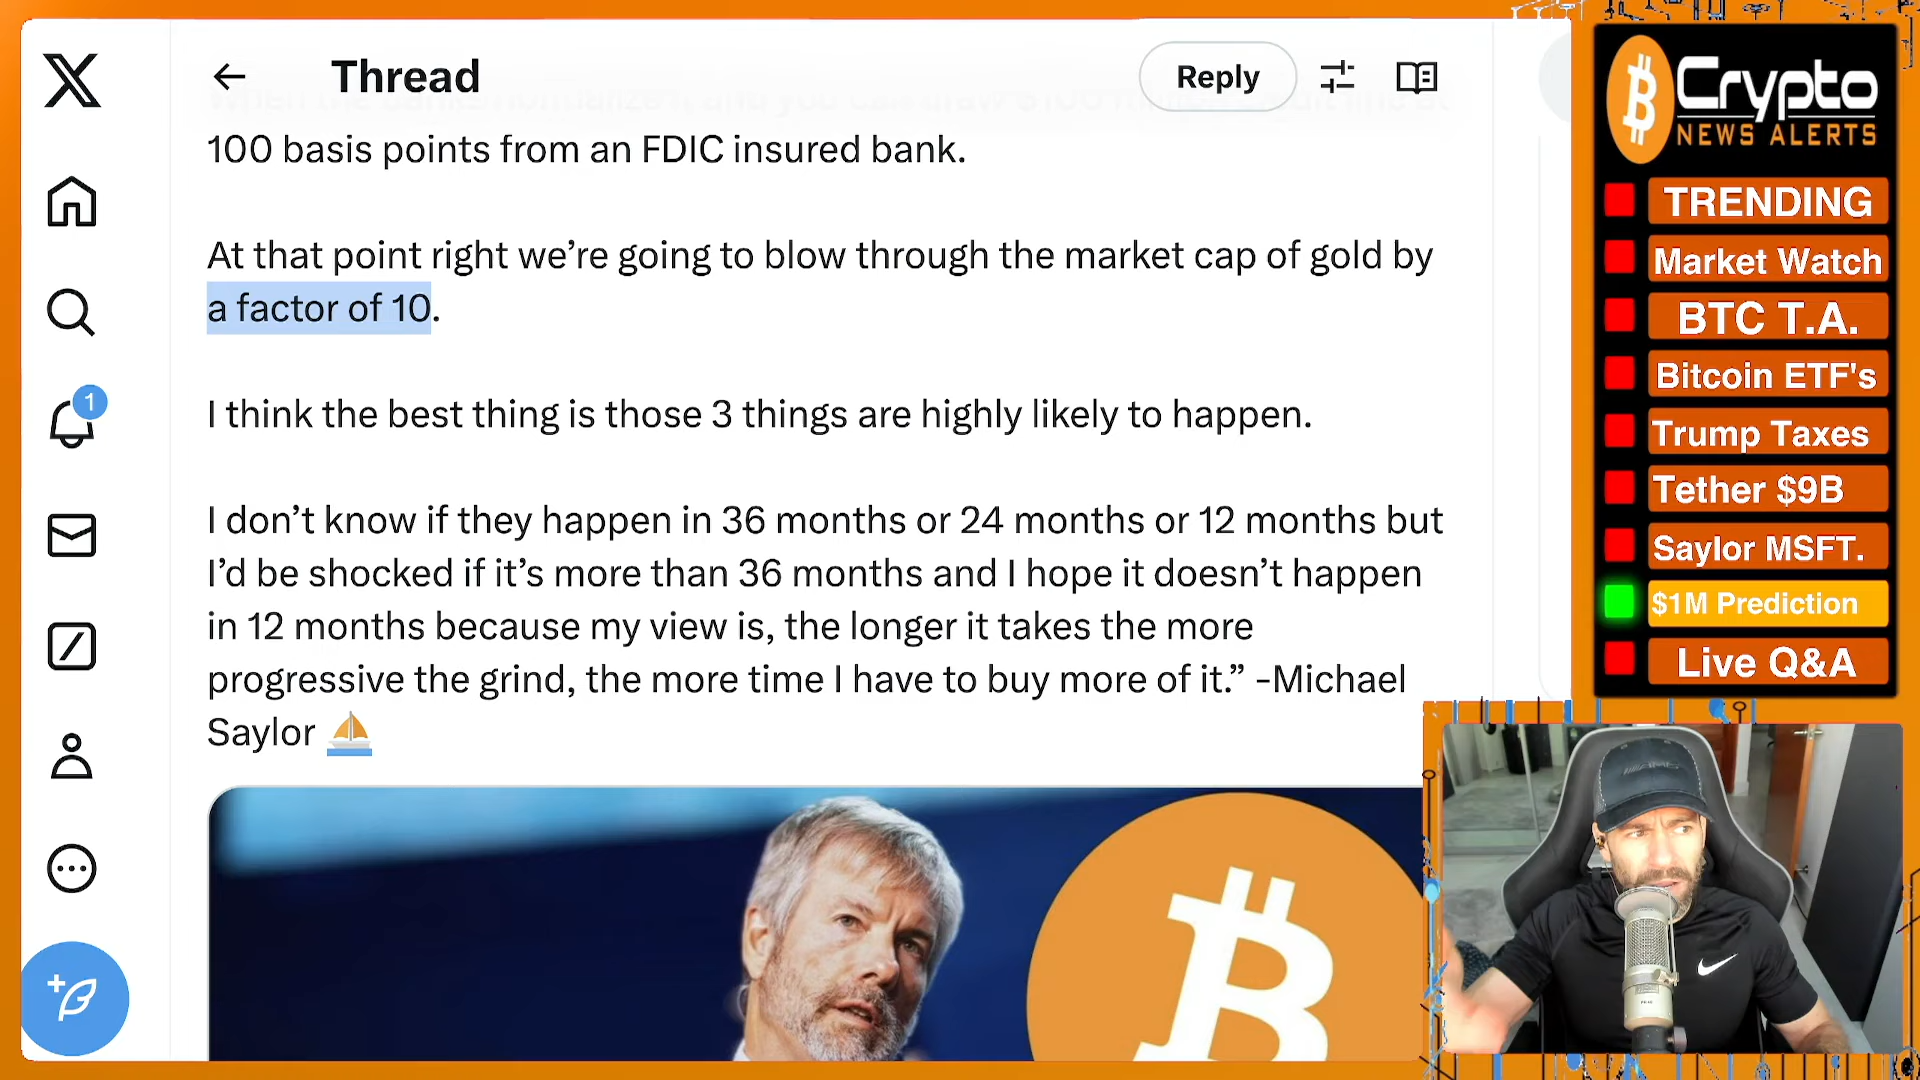 Thread
Reply
100 basis points from an FDIC insured bank.
At that point right we’re going to blow through the market cap of gold by
a factor of 10.
I think the best thing is those 3 things are highly likely to happen.
I don’t know if they happen in 36 months or 24 months or 12 months but
I’d be shocked if it’s more than 36 months and I hope it doesn’t happen
in 12 months because my view is, the longer it takes the more
progressive the grind, the more time I have to buy more of it.” -Michael
Saylor
1
Crypto
NEWS ALERTS
TRENDING
Market Watch
BTC T.A.
Bitcoin ETF's
Trump Taxes
Tether $9B
Saylor MSFT.
$1M Prediction
Live Q&A